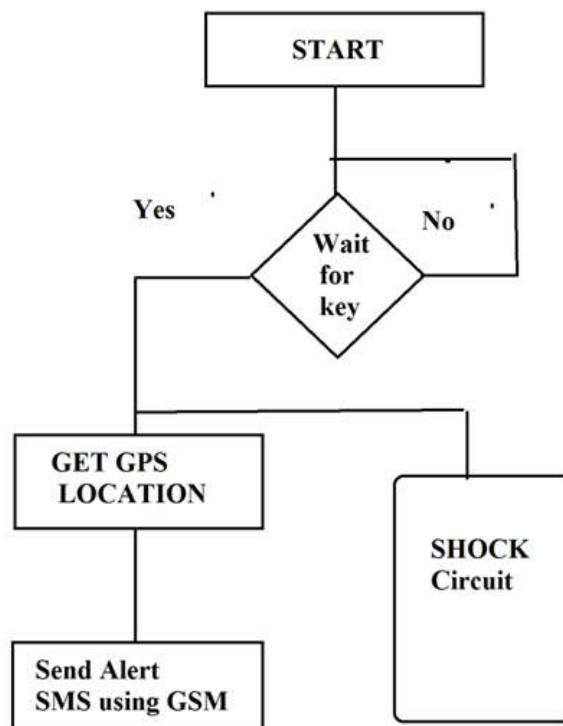 START
Yes
No
Wait
for
key
GET GPS
LOCATION
SHOCK
Circuit
Send Alert
SMS using GSM